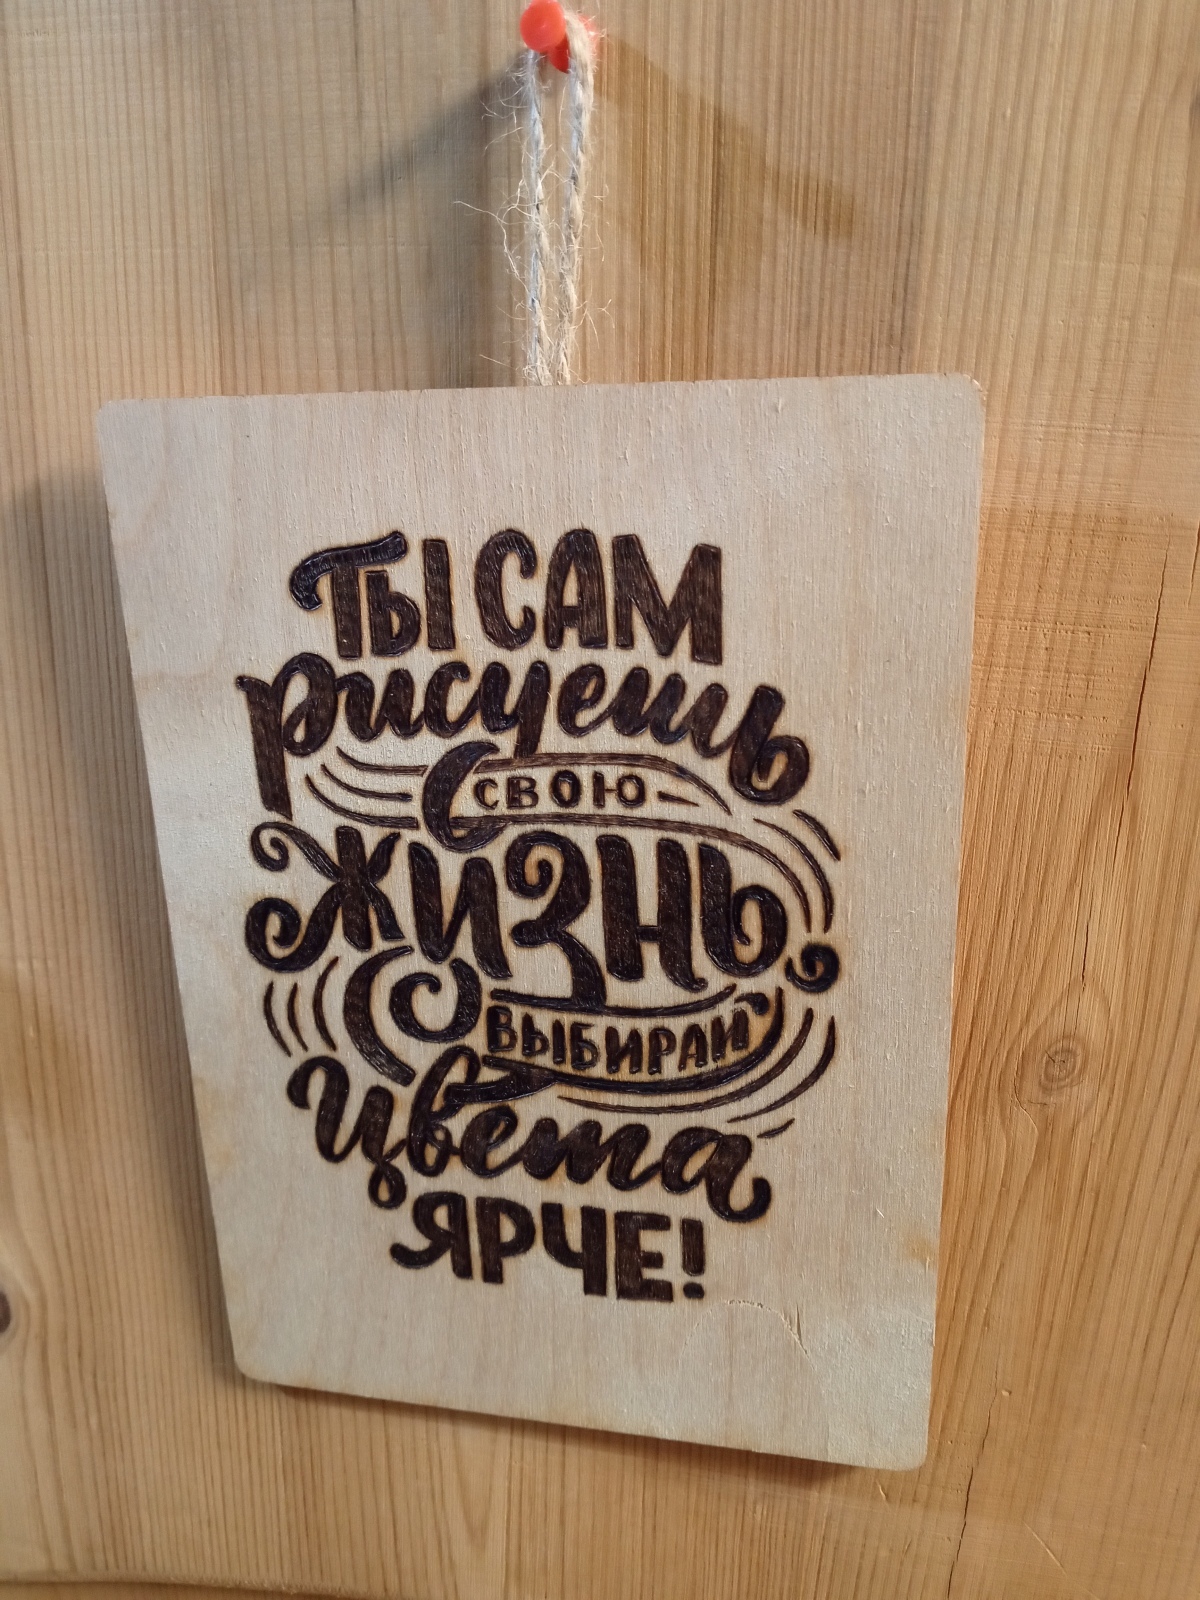 ТЫ САМ
рисуешь
СВОЮ
ЖИЗНЬ
ВЫБИРАЙ
цвета
ЯРЧЕ!